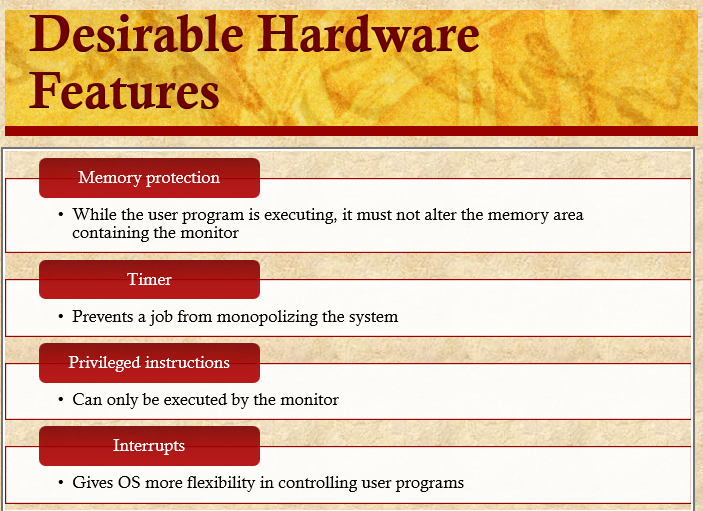 Desirable Hardware
Features
Memory protection
• While the user program is executing, it must not alter the memory area
containing the monitor
Timer
• Prevents a job from monopolizing the system
Privileged instructions
• Can only be executed by the monitor
Interrupts
• Gives OS more flexibility in controlling user programs